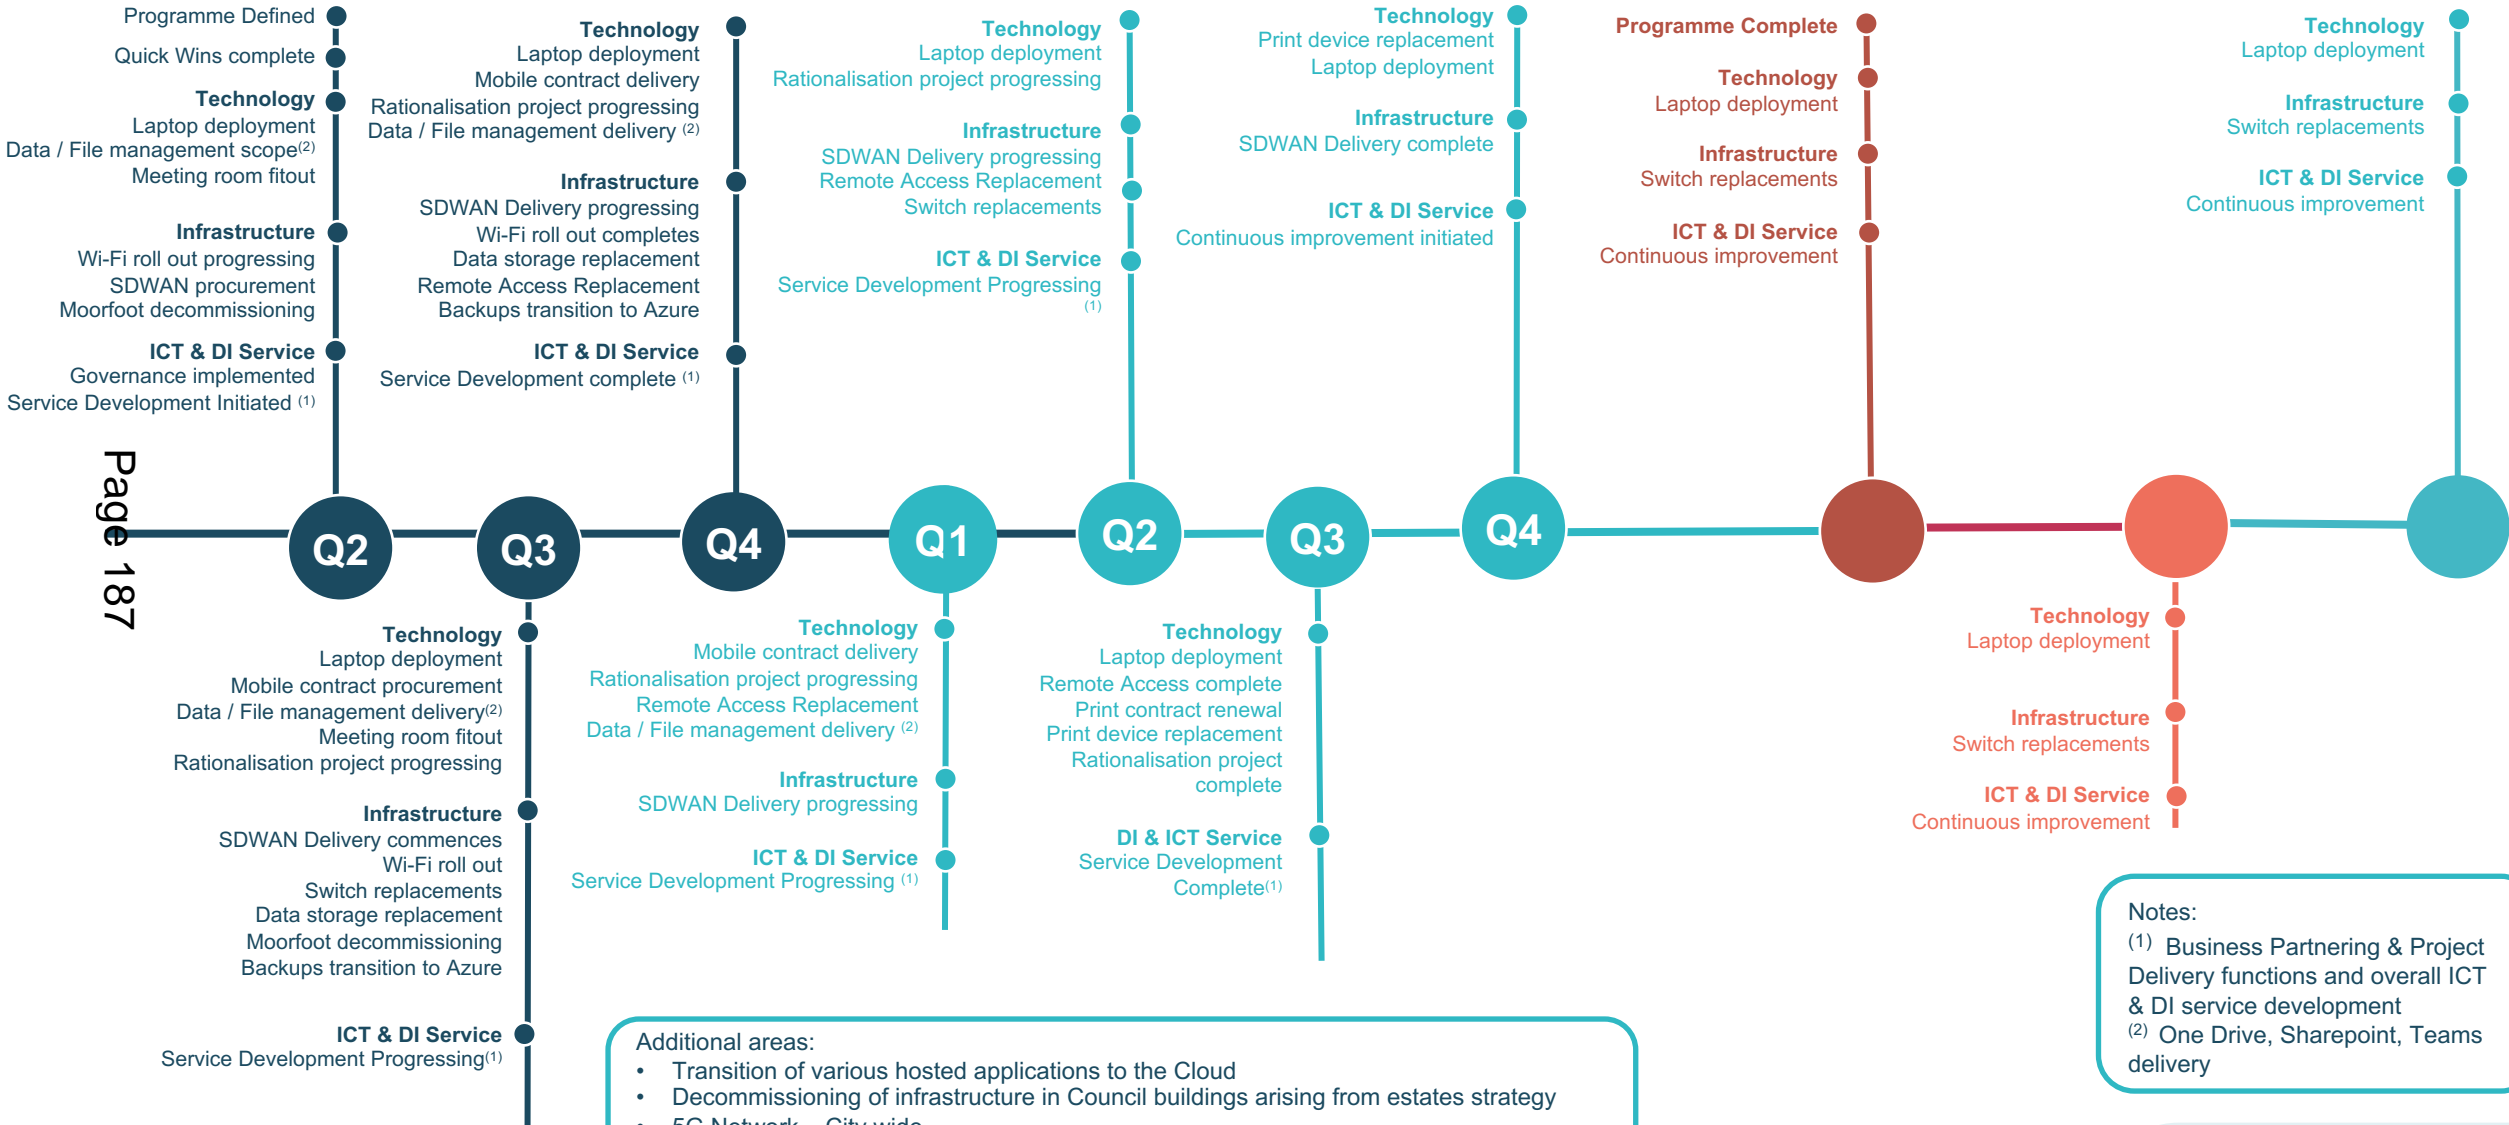 Programme Defined
Quick Wins complete
Technology
Laptop deployment
Data / File management scope(2)
Meeting room fitout
Infrastructure
Wi-Fi roll out progressing
SDWAN procurement
Moorfoot decommissioning
ICT & DI Service
Governance implemented
Service Development Initiated (1)
Technology
Laptop deployment
Mobile contract delivery
Rationalisation project progressing
Data / File management delivery (2)
Infrastructure
SDWAN Delivery progressing
Wi-Fi roll out completes
Data storage replacement
Remote Access Replacement
Backups transition to Azure
ICT & DI Service
Service Development complete (1)
Technology
Laptop deployment
Rationalisation project progressing
Infrastructure
SDWAN Delivery progressing
Remote Access Replacement
Switch replacements
ICT & DI Service
Service Development Progressing
(1)
Technology
Print device replacement
Laptop deployment
Infrastructure
SDWAN Delivery complete
ICT & DI Service
Continuous improvement initiated
Programme Complete
Technology
Laptop deployment
Infrastructure
Switch replacements
ICT & DI Service
Continuous improvement
Technology
Laptop deployment
Infrastructure
Switch replacements
ICT & DI Service
Continuous improvement
Page 187
Q2
Q3
Q4
Q1
Q2
Q3
Q4
Technology
Laptop deployment
Mobile contract procurement
Data / File management delivery(2)
Meeting room fitout
Rationalisation project progressing
Infrastructure
SDWAN Delivery commences
Wi-Fi roll out
Switch replacements
Data storage replacement
Moorfoot decommissioning
Backups transition to Azure
ICT & DI Service
Service Development Progressing(1)
Technology
Mobile contract delivery
Rationalisation project progressing
Remote Access Replacement
Data / File management delivery (2)
Infrastructure
SDWAN Delivery progressing
ICT & DI Service
Service Development Progressing (1)
Technology
Laptop deployment
Remote Access complete
Print contract renewal
Print device replacement
Rationalisation project
complete
DI & ICT Service
Service Development
Complete(1)
Technology
Laptop deployment
Infrastructure
Switch replacements
ICT & DI Service
Continuous improvement
Notes:
(1) Business Partnering & Project
Delivery functions and overall ICT
& DI service development
(2) One Drive, Sharepoint, Teams
delivery
Additional areas:
• Transition of various hosted applications to the Cloud
• Decommissioning of infrastructure in Council buildings arising from estates strategy
• 5G Network – City wide